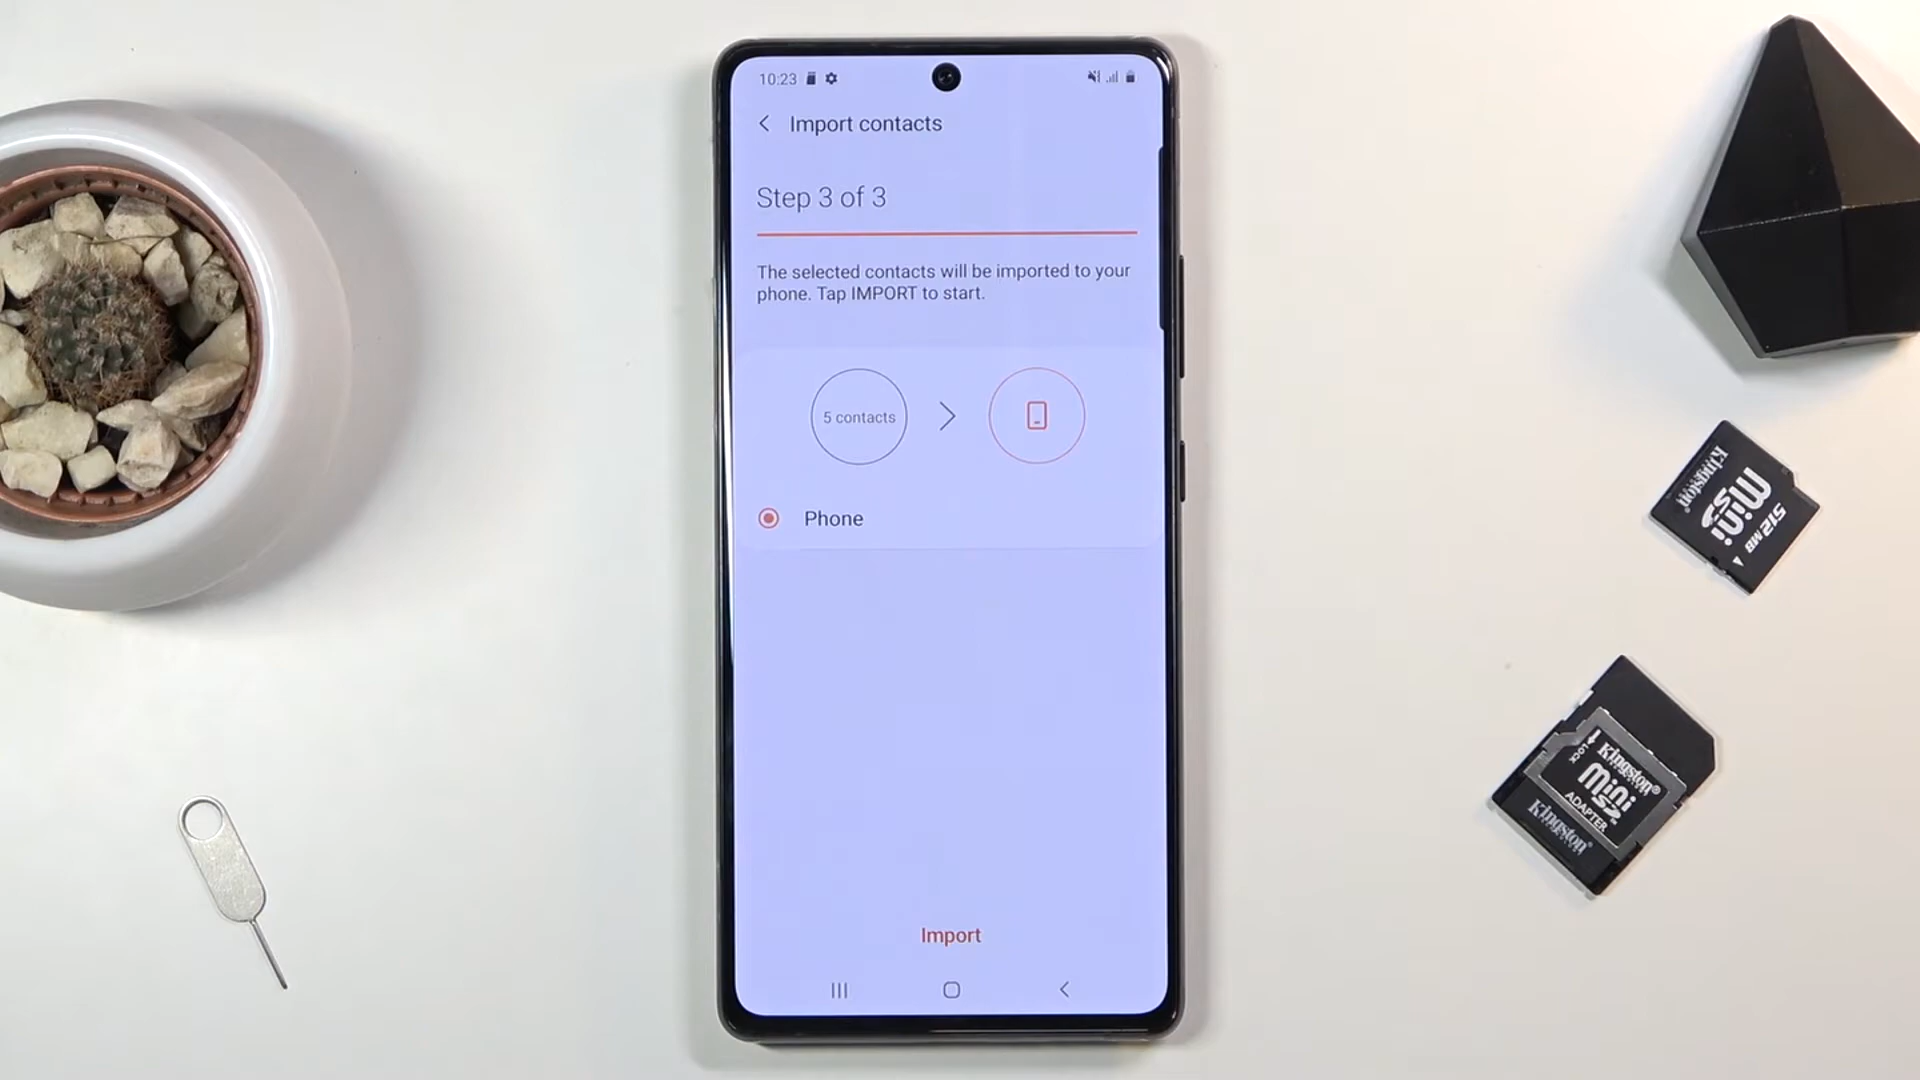 10:23
Import contacts
Step 3 of 3
The selected contacts will be imported to your
phone. Tap IMPORT to start.
5 contacts
Phone
Import
Kingston®
mini
SD
512 MB
LOCK
Kingston®
mini
SD
ADAPTER
Kingston®